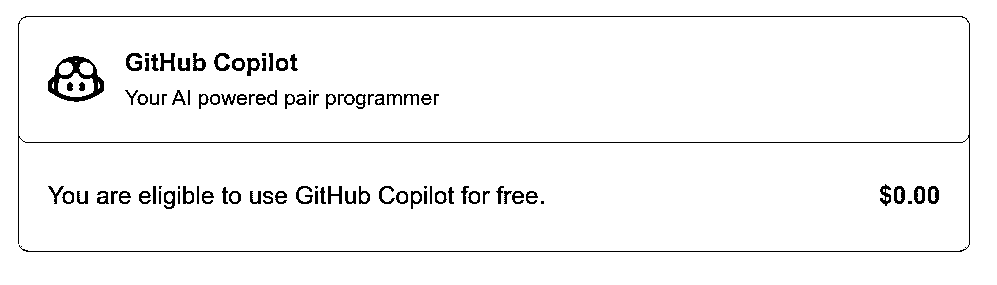 GitHub Copilot
Your AI powered pair programmer
You are eligible to use GitHub Copilot for free. $0.00